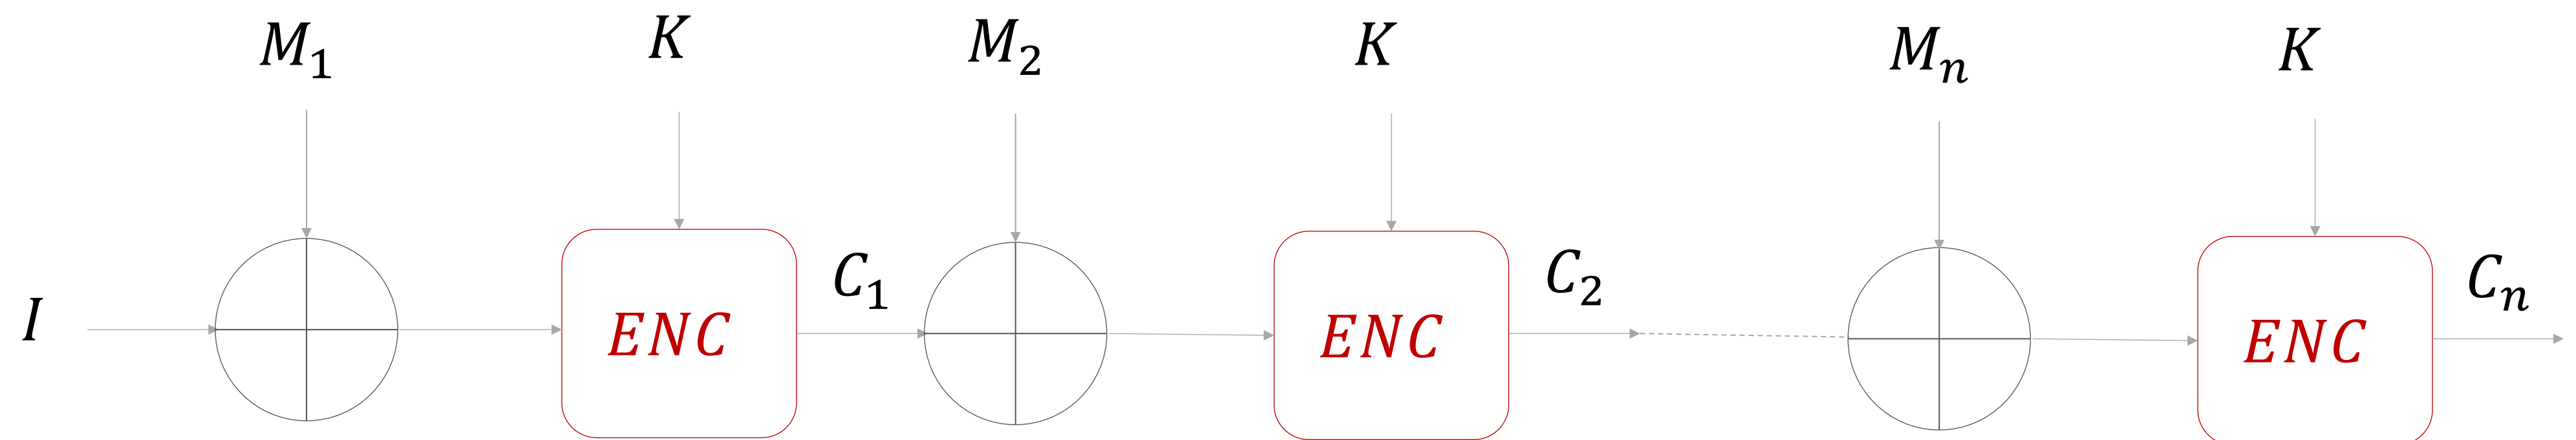 M₁ K M₂ K Mₙ K
I ENC C₁ ENC C₂ ENC Cₙ